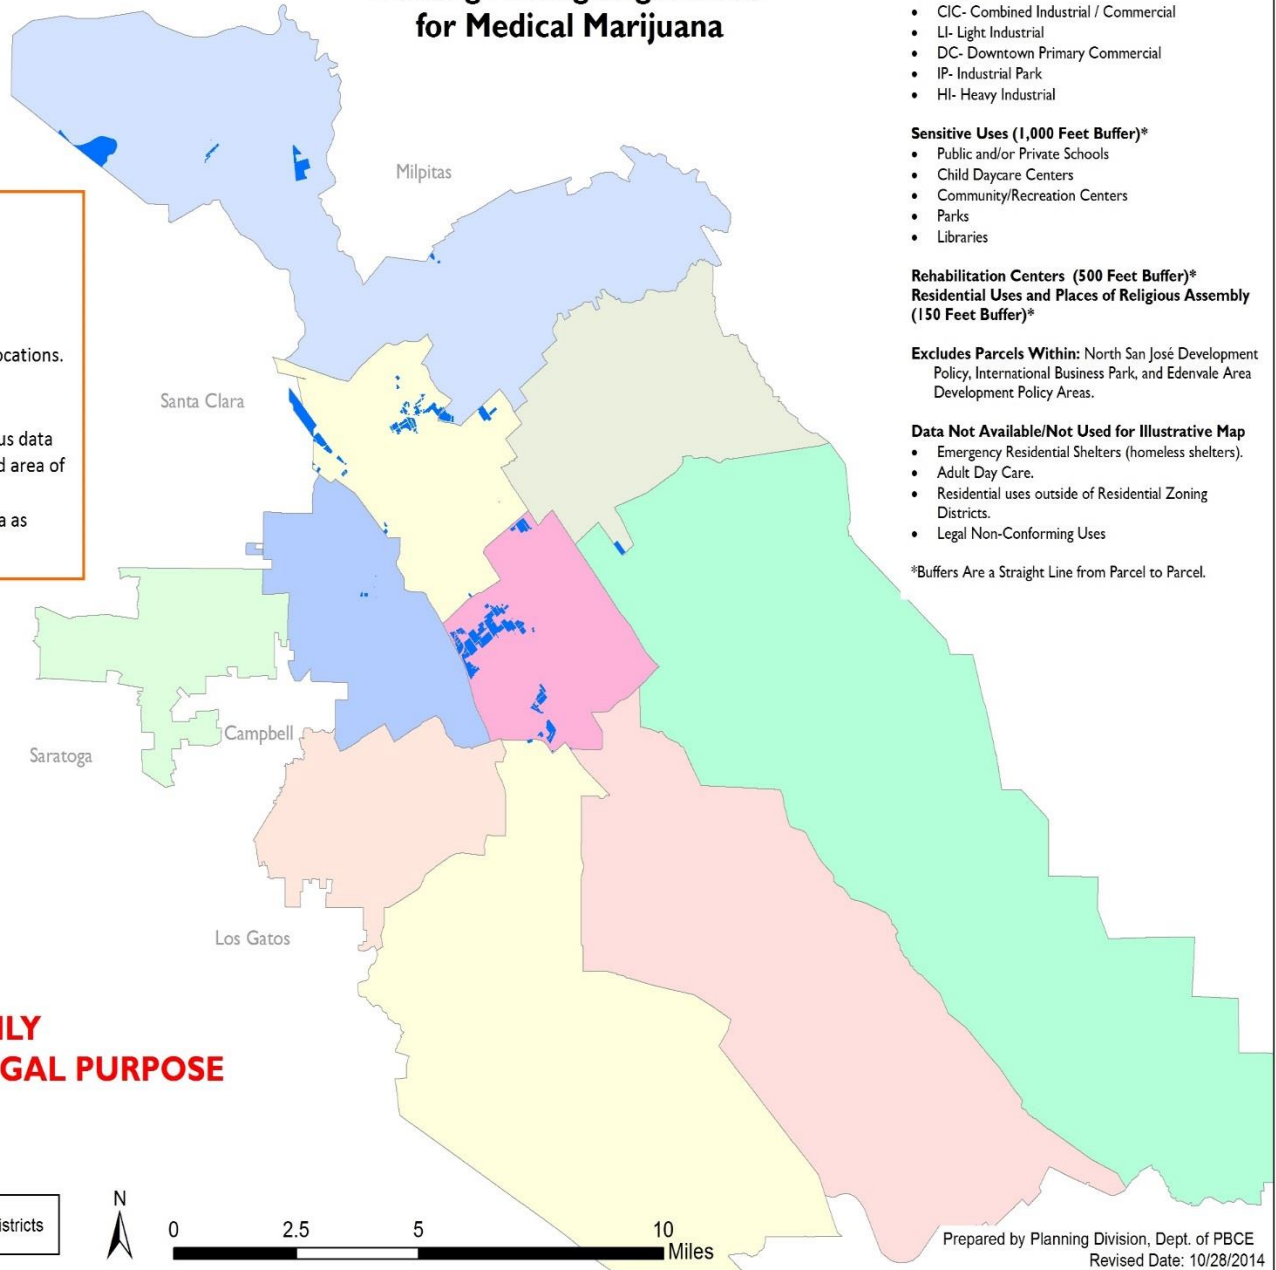 for Medical Marijuana
• CIC- Combined Industrial / Commercial
• LI- Light Industrial
• DC- Downtown Primary Commercial
• IP- Industrial Park
• HI- Heavy Industrial
Sensitive Uses (1,000 Feet Buffer)*
• Public and/or Private Schools
• Child Daycare Centers
• Community/Recreation Centers
• Parks
• Libraries
Rehabilitation Centers (500 Feet Buffer)*
Residential Uses and Places of Religious Assembly
(150 Feet Buffer)*
Excludes Parcels Within: North San José Development
Policy, International Business Park, and Edenvale Area
Development Policy Areas.
Data Not Available/Not Used for Illustrative Map
• Emergency Residential Shelters (homeless shelters).
• Adult Day Care.
• Residential uses outside of Residential Zoning
Districts.
• Legal Non-Conforming Uses
*Buffers Are a Straight Line from Parcel to Parcel.
ocations.
us data
d area of
a as
Milpitas
Santa Clara
Campbell
Saratoga
Los Gatos
GAL PURPOSE
istricts
N
0 2.5 5 10
Miles
Prepared by Planning Division, Dept. of PBCE
Revised Date: 10/28/2014